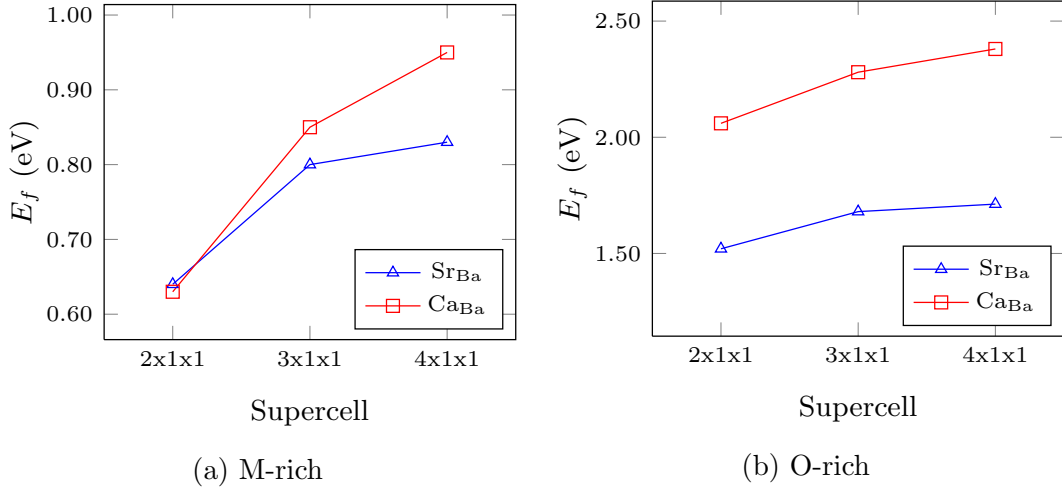 1.00
0.90
0.80
0.70
0.60
E_f (eV)
Sr_Ba
Ca_Ba
2x1x1 3x1x1 4x1x1
Supercell
(a) M-rich
2.50
2.00
1.50
E_f (eV)
Sr_Ba
Ca_Ba
2x1x1 3x1x1 4x1x1
Supercell
(b) O-rich